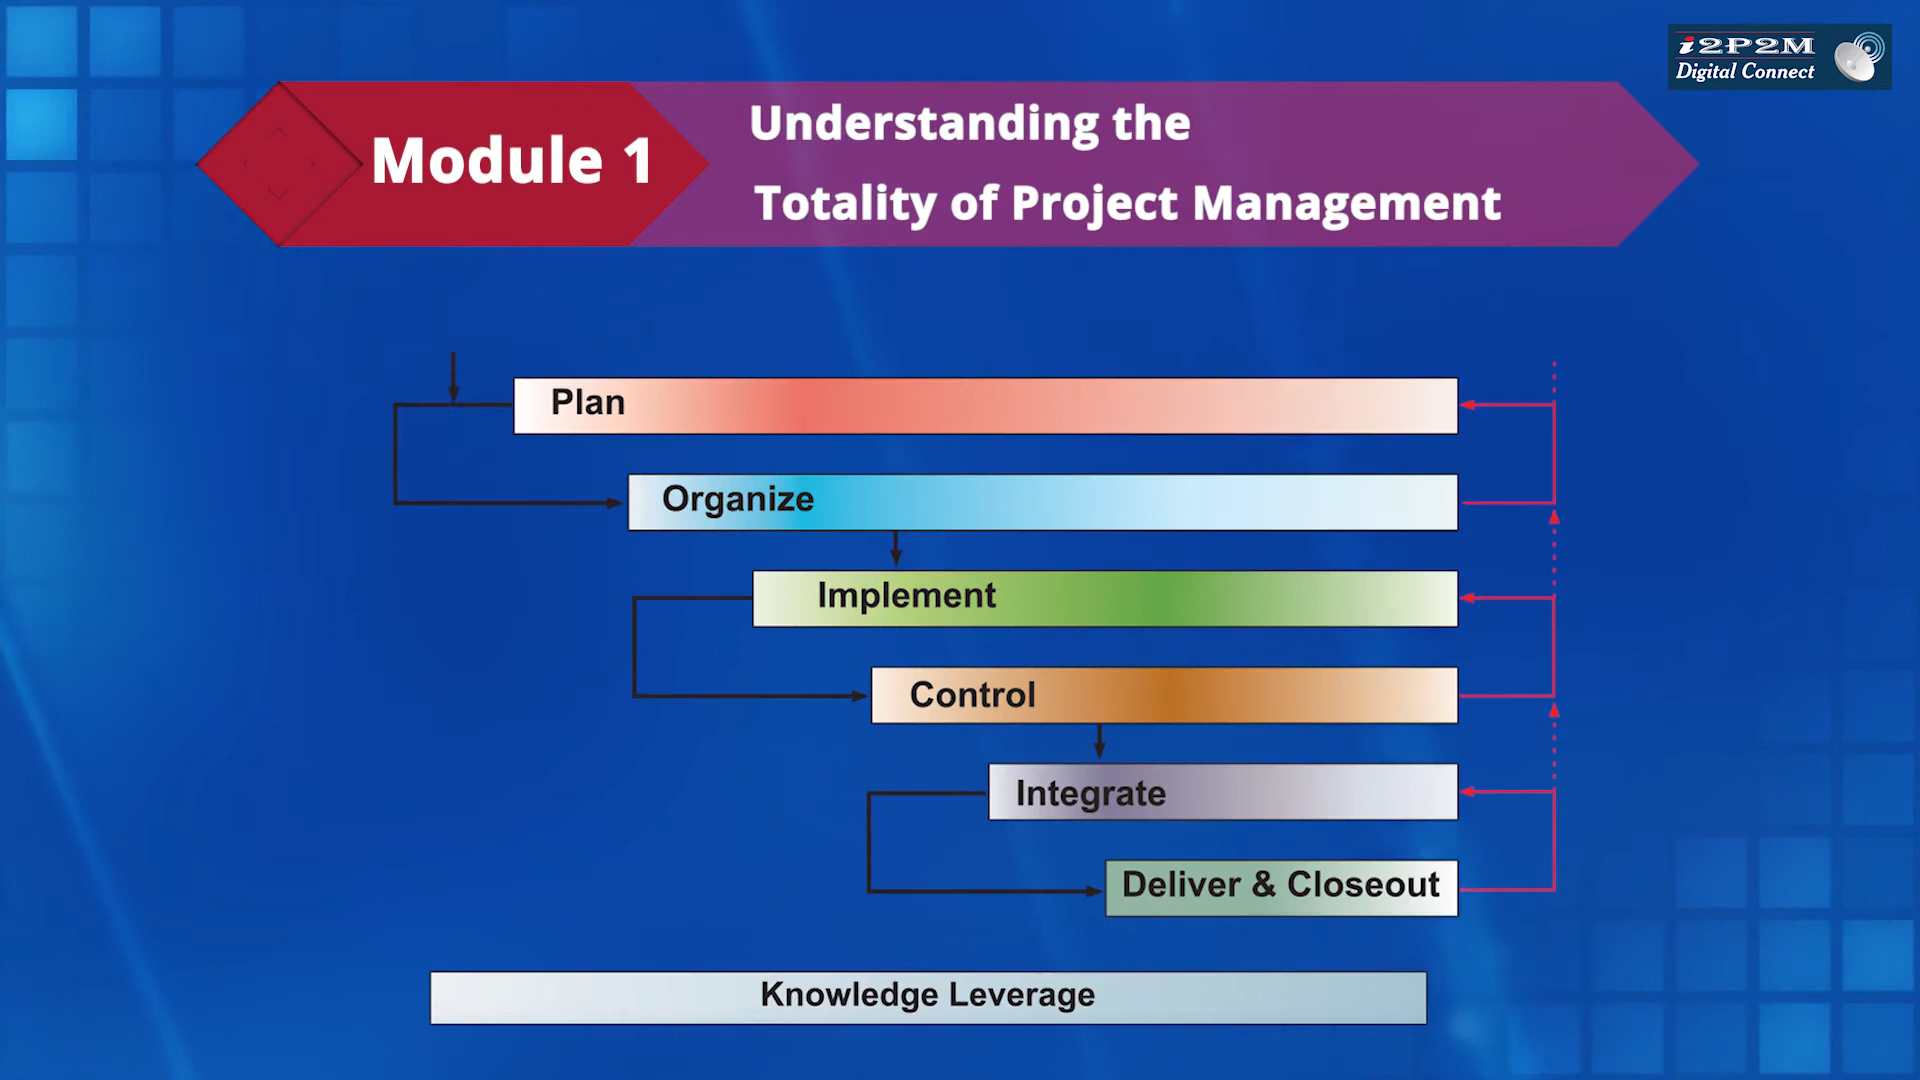 i2P2M
Digital Connect
Module 1
Understanding the
Totality of Project Management
Plan
Organize
Implement
Control
Integrate
Deliver & Closeout
Knowledge Leverage